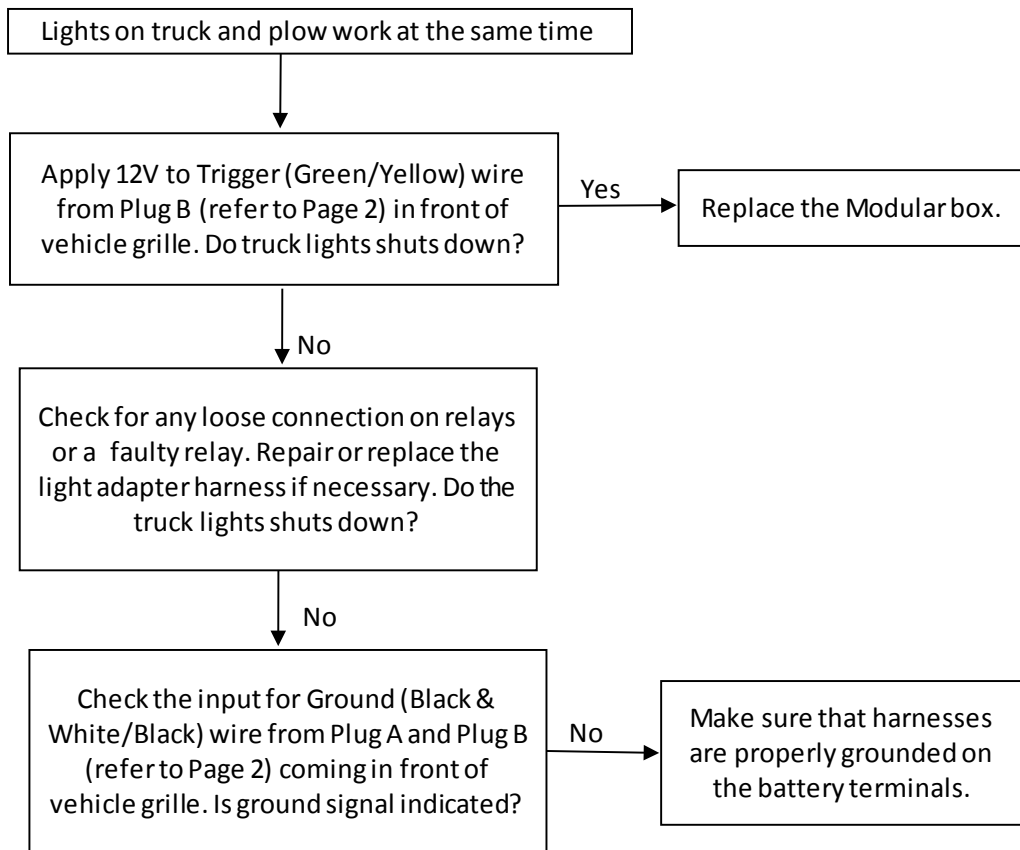 Lights on truck and plow work at the same time
Apply 12V to Trigger (Green/Yellow) wire
from Plug B (refer to Page 2) in front of
vehicle grille. Do truck lights shuts down?
Yes
Replace the Modular box.
No
Check for any loose connection on relays
or a faulty relay. Repair or replace the
light adapter harness if necessary. Do the
truck lights shuts down?
No
Check the input for Ground (Black &
White/Black) wire from Plug A and Plug B
(refer to Page 2) coming in front of
vehicle grille. Is ground signal indicated?
No
Make sure that harnesses
are properly grounded on
the battery terminals.